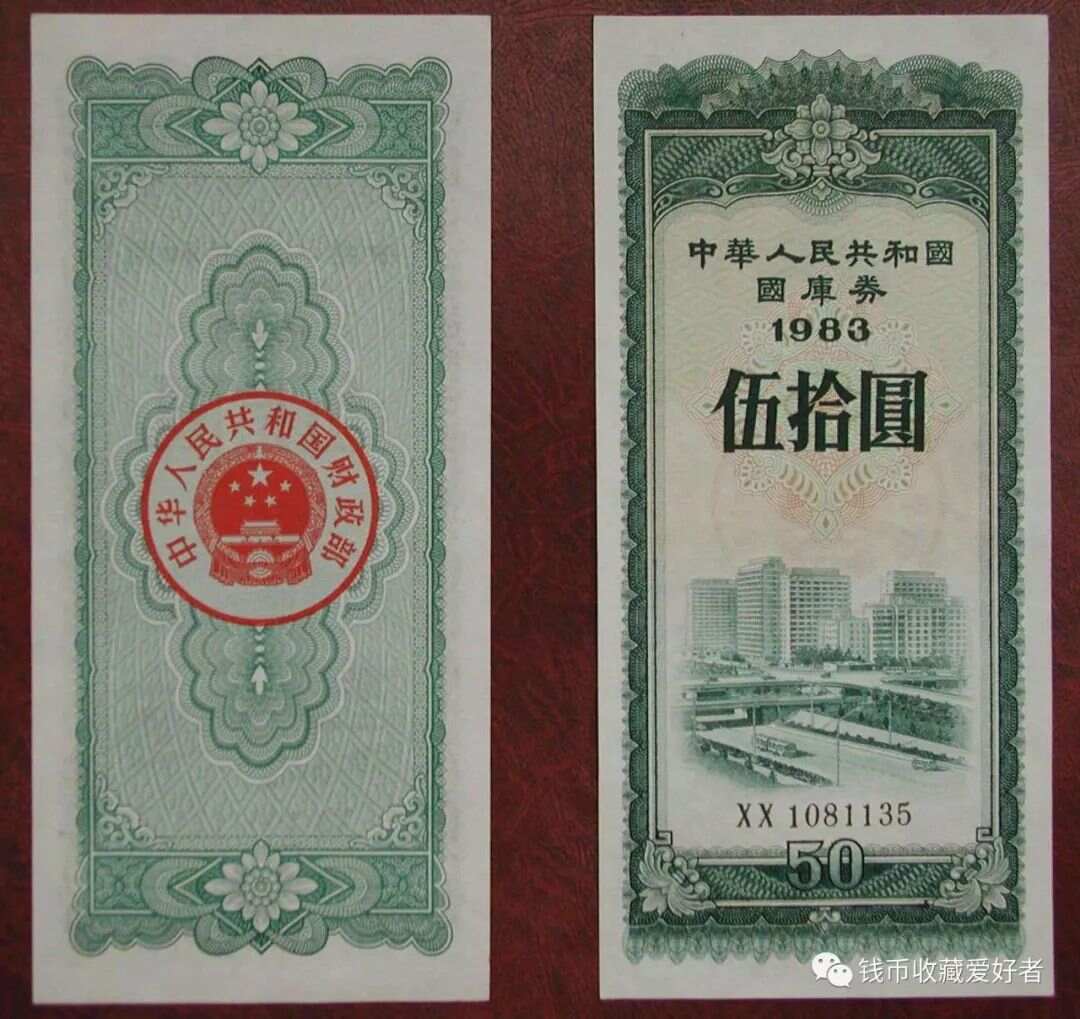 中华人民共和国财政部
中華人民共和國
國庫券
1983
伍拾圓
XX 1081135
50
钱币收藏爱好者